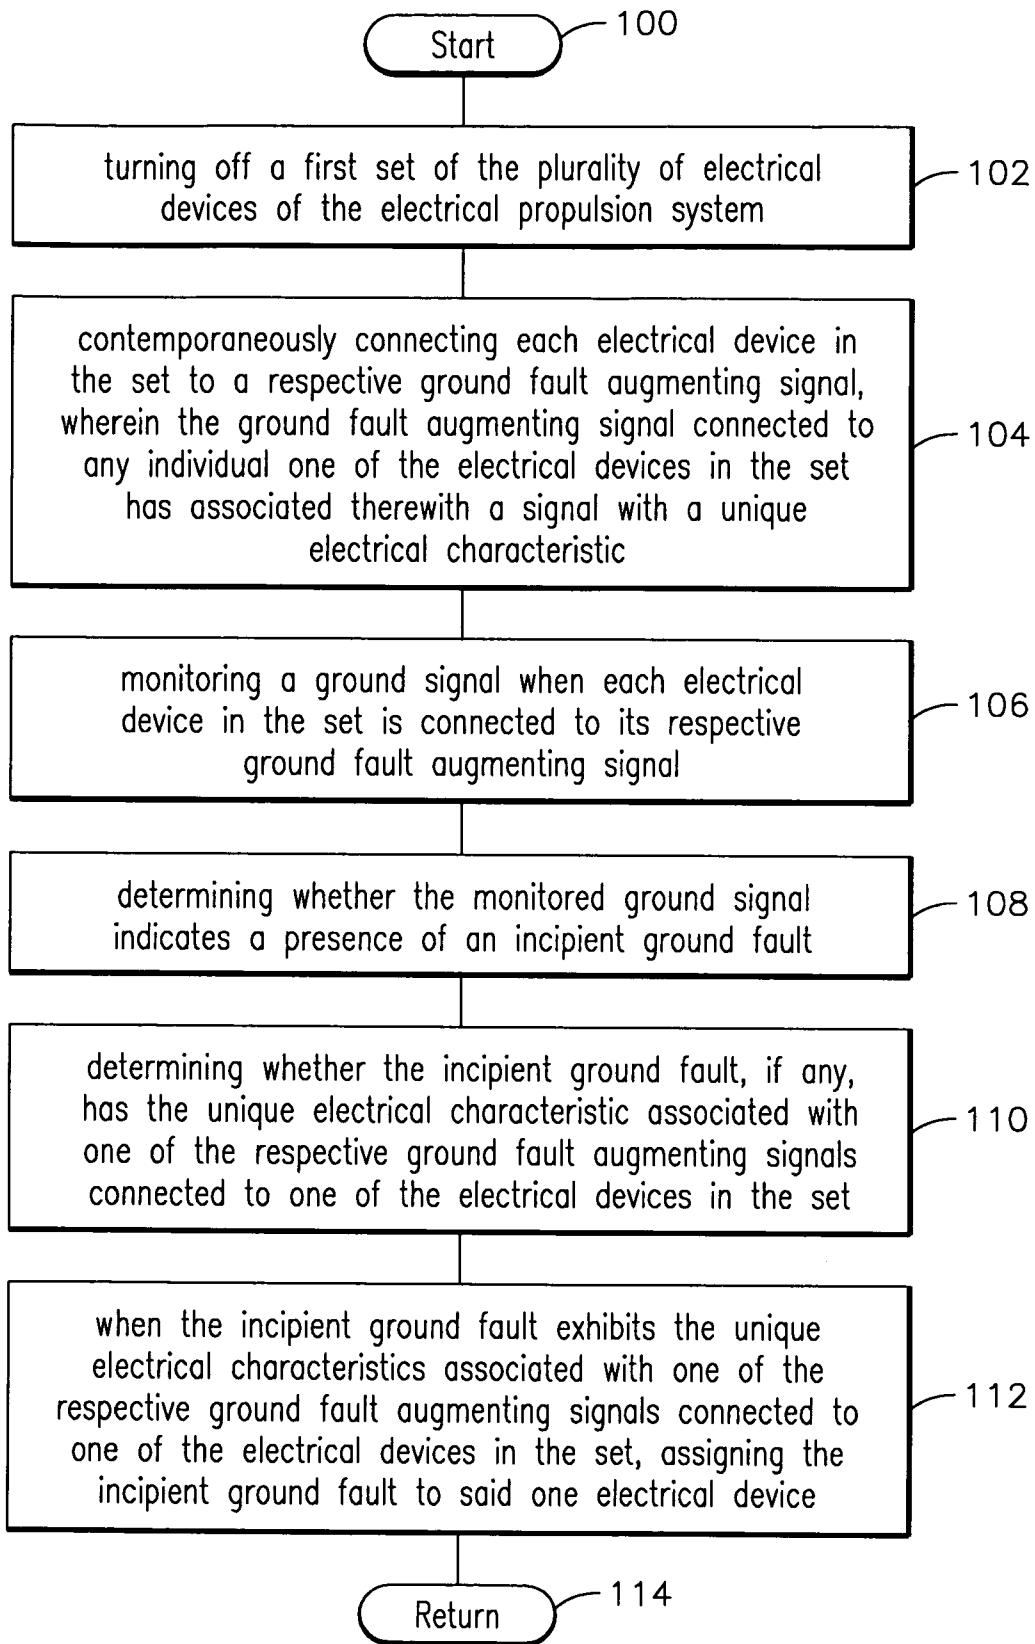 Start
100
turning off a first set of the plurality of electrical
devices of the electrical propulsion system
102
contemporaneously connecting each electrical device in
the set to a respective ground fault augmenting signal,
wherein the ground fault augmenting signal connected to
any individual one of the electrical devices in the set
has associated therewith a signal with a unique
electrical characteristic
104
monitoring a ground signal when each electrical
device in the set is connected to its respective
ground fault augmenting signal
106
determining whether the monitored ground signal
indicates a presence of an incipient ground fault
108
determining whether the incipient ground fault, if any,
has the unique electrical characteristic associated with
one of the respective ground fault augmenting signals
connected to one of the electrical devices in the set
110
when the incipient ground fault exhibits the unique
electrical characteristics associated with one of the
respective ground fault augmenting signals connected to
one of the electrical devices in the set, assigning the
incipient ground fault to said one electrical device
112
Return
114